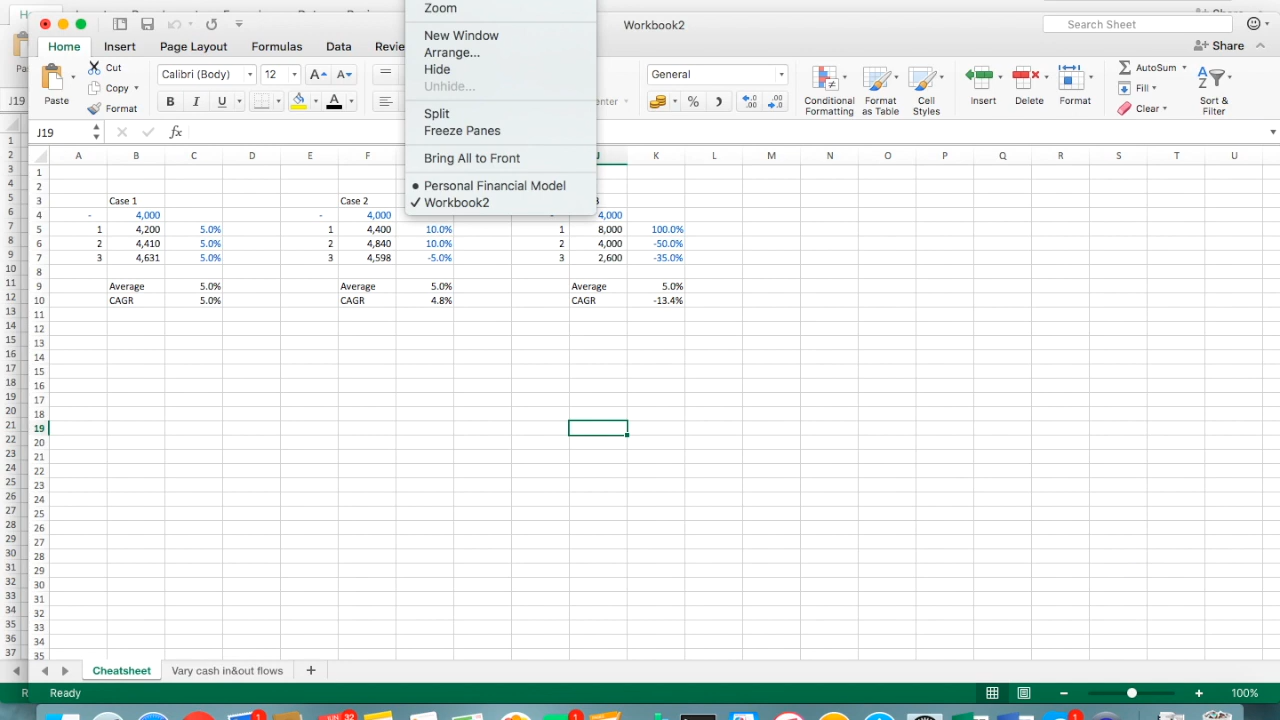 Zoom
Workbook2
Search Sheet
New Window
Home Insert Page Layout Formulas Data
Share
Arrange...
Hide
Unhide...
Cut
Copy
Format
Paste
Calibri (Body) 12
B I U
General
Conditional Formatting
Format as Table
Cell Styles
Insert Delete Format
AutoSum
Fill
Clear
Sort & Filter
Split
Freeze Panes
J19 fx
Bring All to Front
A B C D E F K L M N O P Q R S T U
Personal Financial Model
Workbook2
1
2
3 Case 1 Case 2
4 - 4,000 - 4,000 4,000
5 1 4,200 5.0% 1 4,400 10.0% 1 8,000 100.0%
6 2 4,410 5.0% 2 4,840 10.0% 2 4,000 -50.0%
7 3 4,631 5.0% 3 4,598 -5.0% 3 2,600 -35.0%
8
9 Average 5.0% Average 5.0% Average 5.0%
10 CAGR 5.0% CAGR 4.8% CAGR -13.4%
11
12
13
14
15
16
17
18
19
20
21
22
23
24
25
26
27
28
29
30
31
32
33
34
35
Cheatsheet Vary cash in&out flows +
Ready 100%